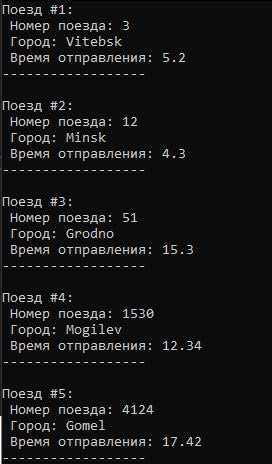 Поезд #1:
Номер поезда: 3
Город: Vitebsk
Время отправления: 5.2
------------------
Поезд #2:
Номер поезда: 12
Город: Minsk
Время отправления: 4.3
------------------
Поезд #3:
Номер поезда: 51
Город: Grodno
Время отправления: 15.3
------------------
Поезд #4:
Номер поезда: 1530
Город: Mogilev
Время отправления: 12.34
------------------
Поезд #5:
Номер поезда: 4124
Город: Gomel
Время отправления: 17.42
------------------